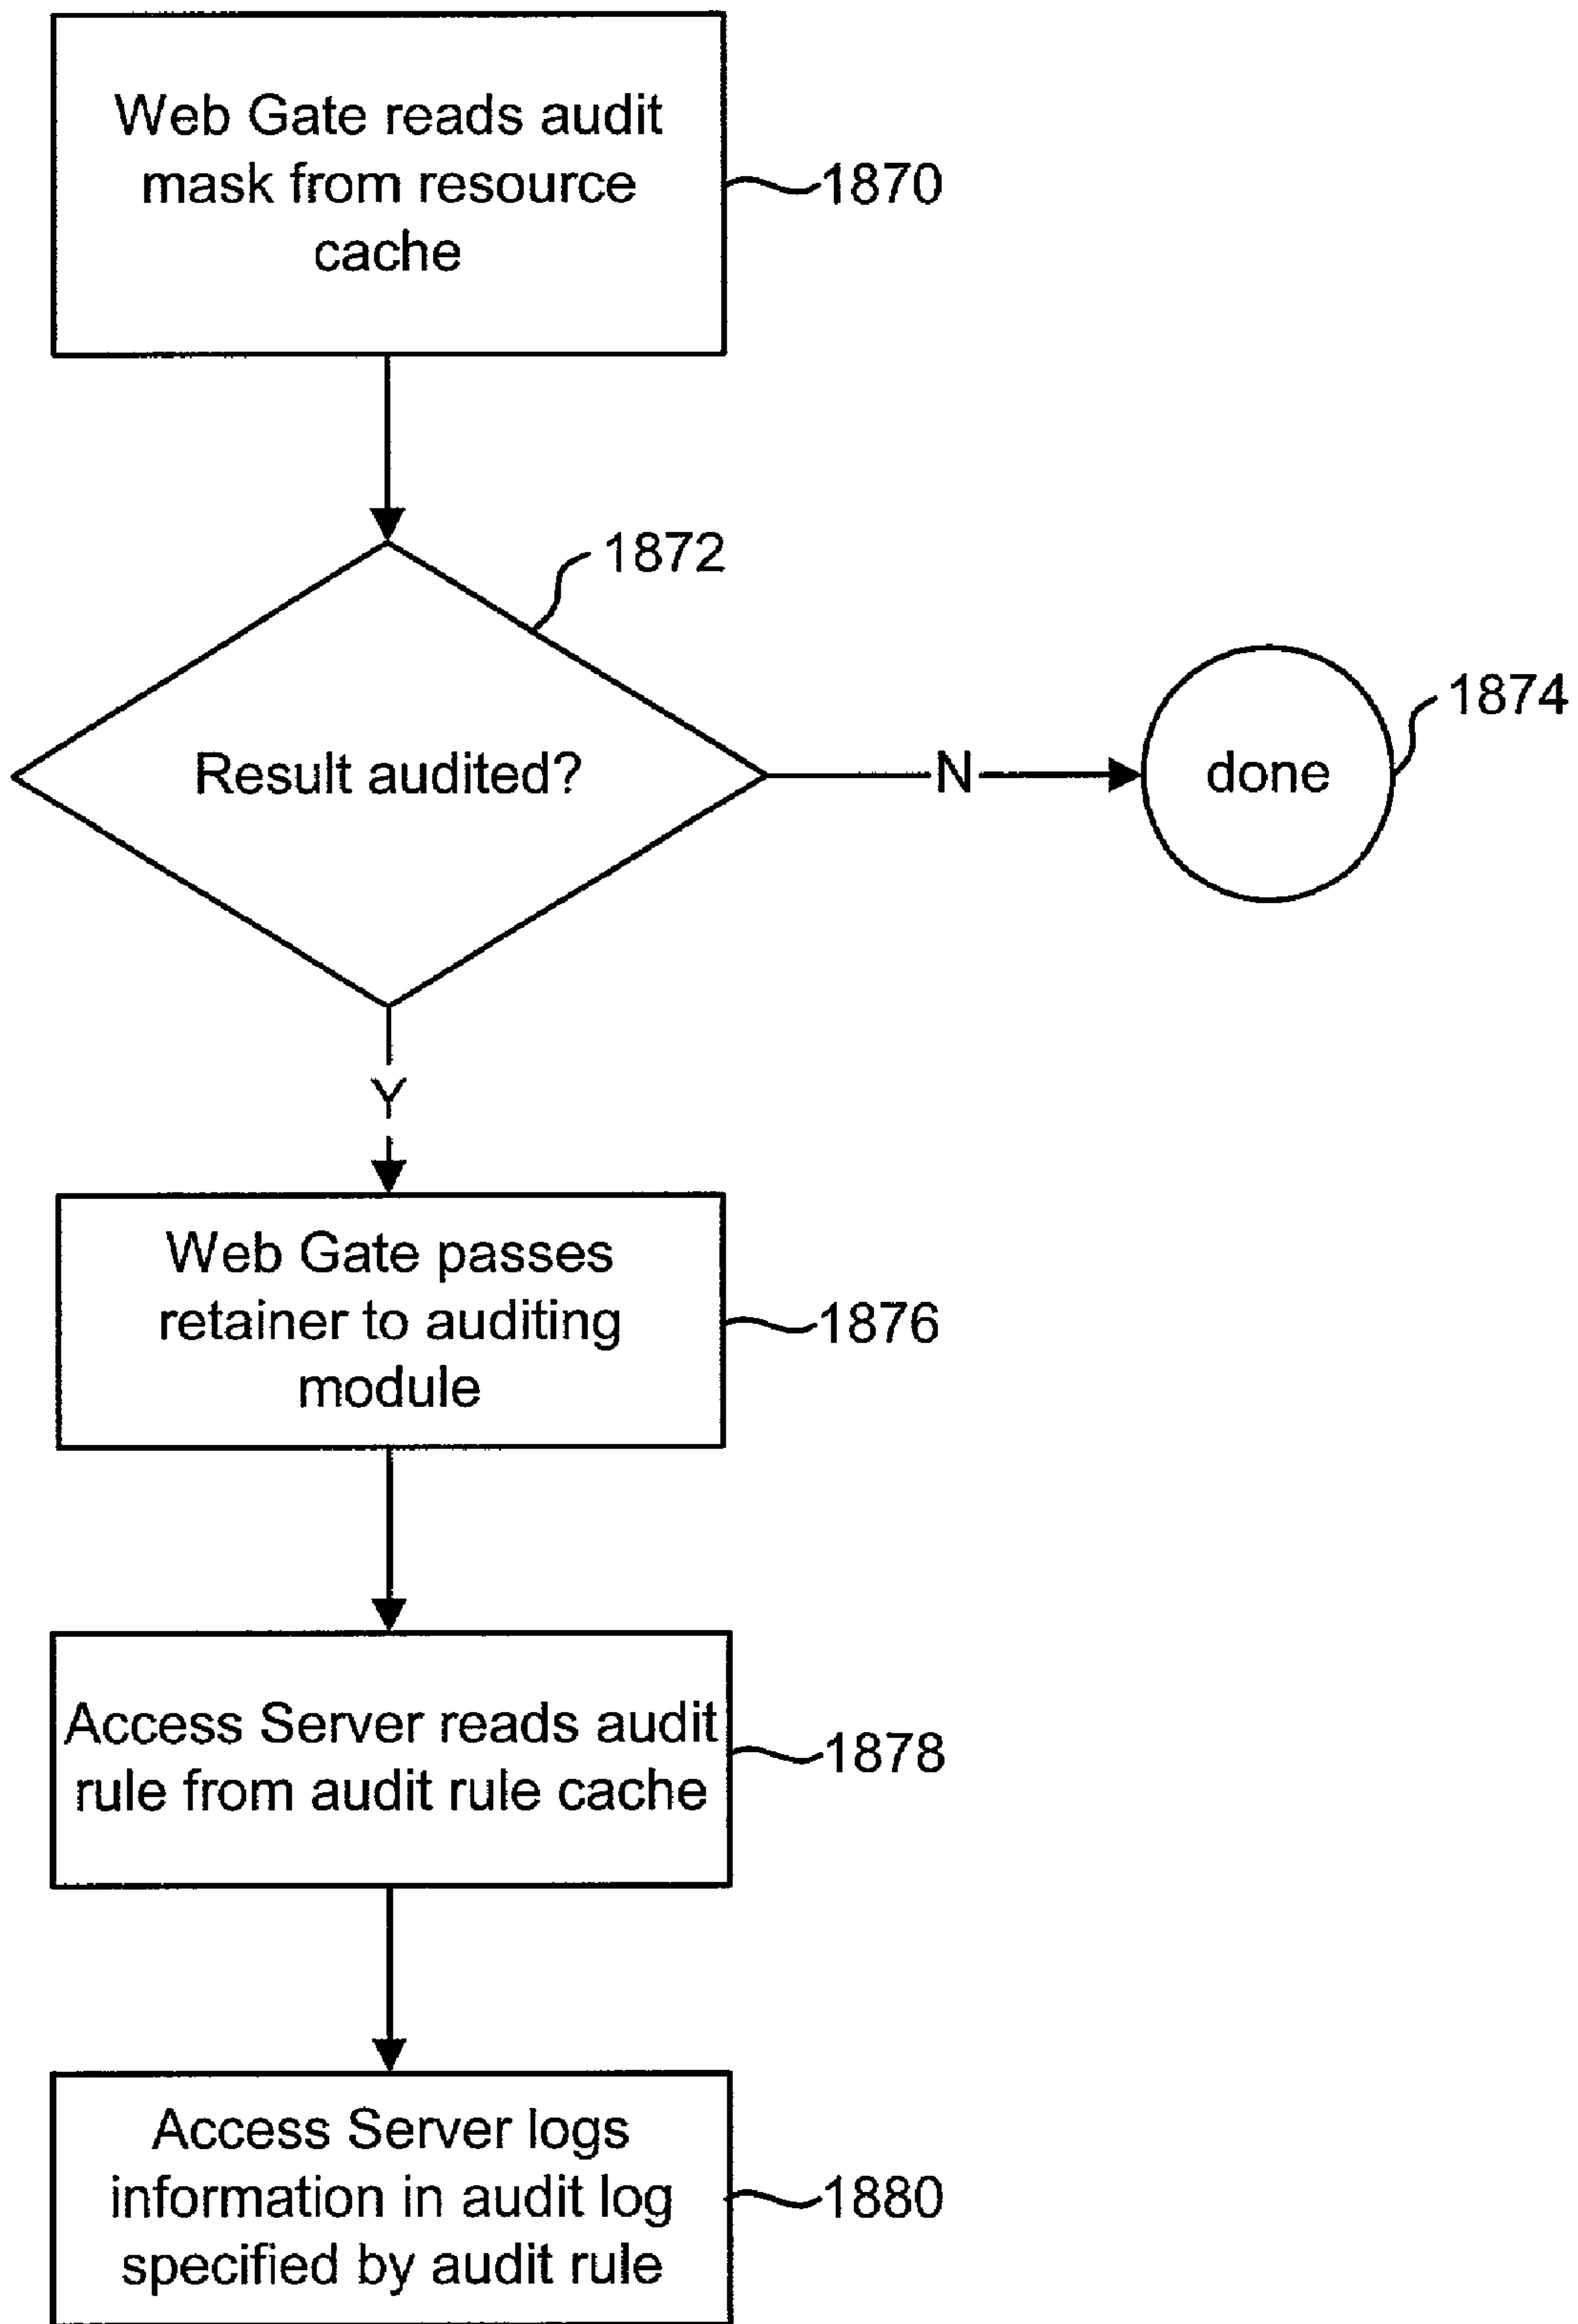 Web Gate reads audit
mask from resource
cache
1870
1872
Result audited?
N
done
1874
Y
Web Gate passes
retainer to auditing
module
1876
Access Server reads audit
rule from audit rule cache
1878
Access Server logs
information in audit log
specified by audit rule
1880